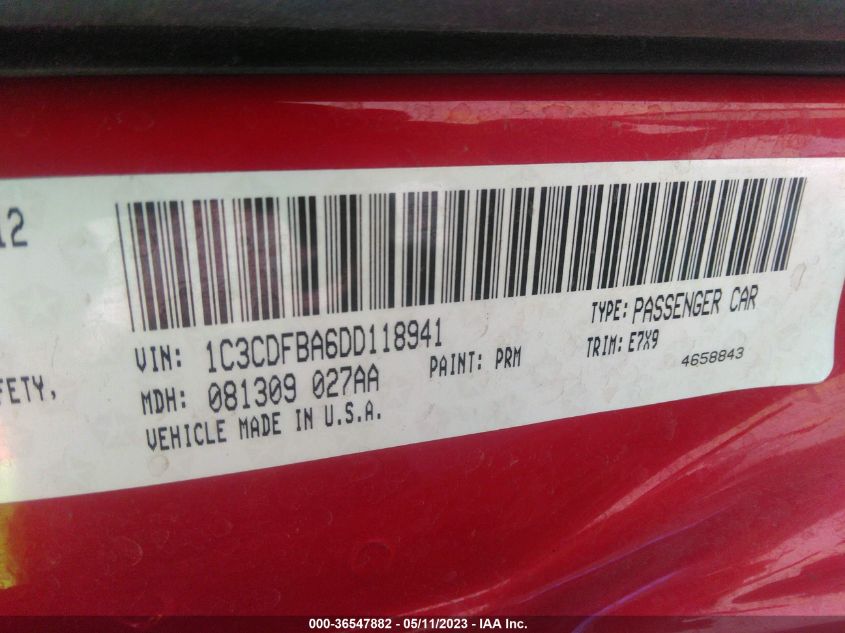 12
VIN: 1C3CDFBA6DD118941
TYPE: PASSENGER CAR
FETY,
MDH: 081309 027AA
PAINT: PRM
TRIM: E7X9
4658843
VEHICLE MADE IN U.S.A.
000-36547882 - 05/11/2023 - IAA Inc.